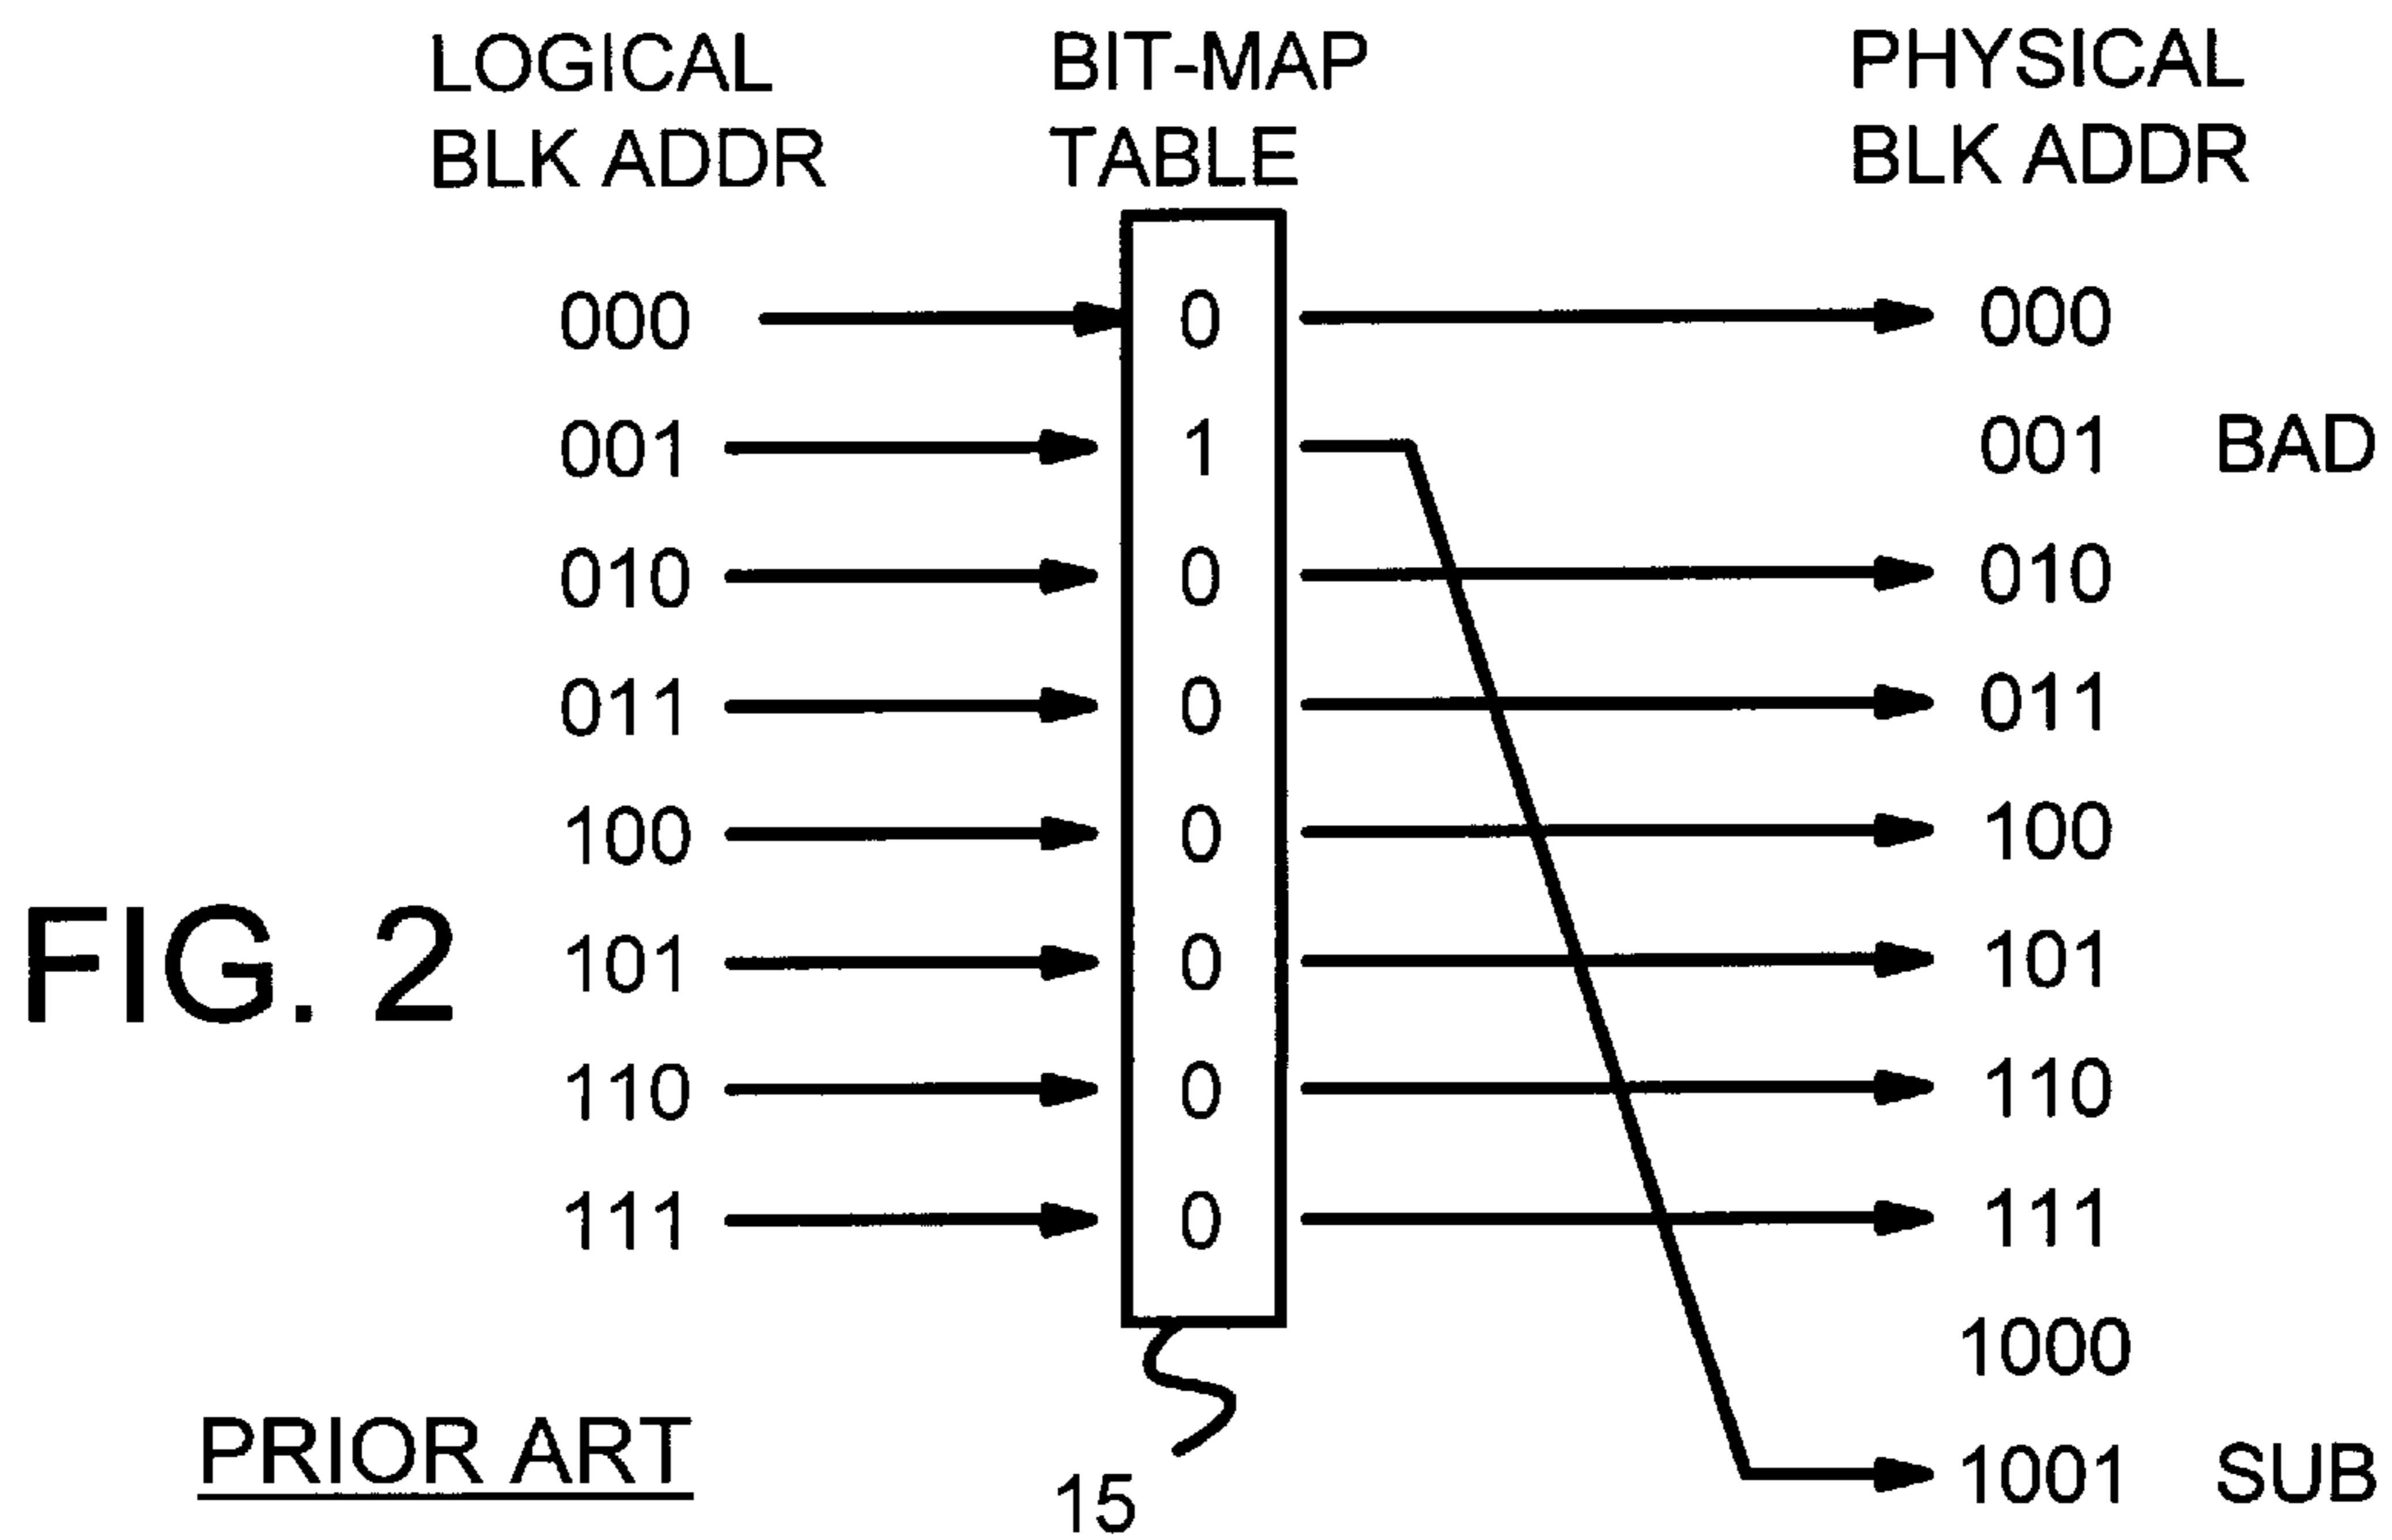 LOGICAL BLK ADDR BIT-MAP TABLE PHYSICAL BLK ADDR
000 0 000
001 1 001 BAD
010 0 010
011 0 011
100 0 100
101 0 101
110 0 110
111 0 111
1000
1001 SUB
15
FIG. 2
PRIOR ART